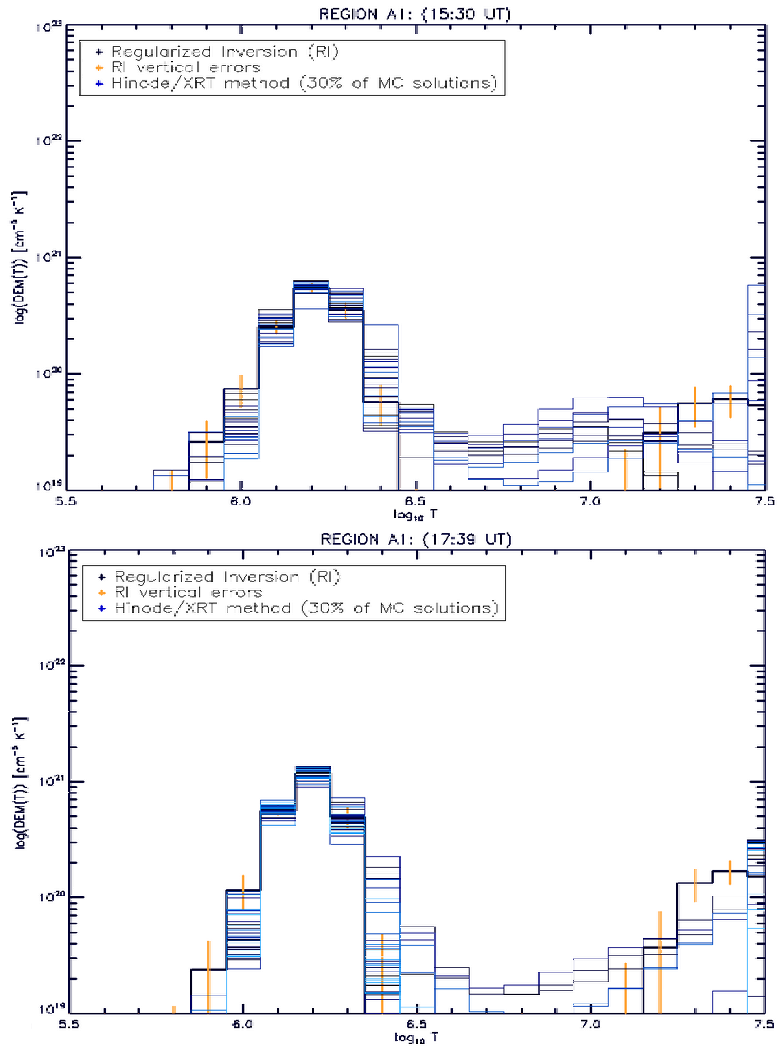 REGION A1: (15:30 UT)
10²³
Regularized Inversion (RI)
RI vertical errors
Hinode/XRT method (30% of MC solutions)
10²²
log(DEM(T)) [cm⁻⁵ K⁻¹]
10²¹
10²⁰
10¹⁹
5.5 6.0 6.5 7.0 7.5
log₁₀ T
REGION A1: (17:39 UT)
10²³
Regularized Inversion (RI)
RI vertical errors
Hinode/XRT method (30% of MC solutions)
10²²
log(DEM(T)) [cm⁻⁵ K⁻¹]
10²¹
10²⁰
10¹⁹
5.5 6.0 6.5 7.0 7.5
log₁₀ T